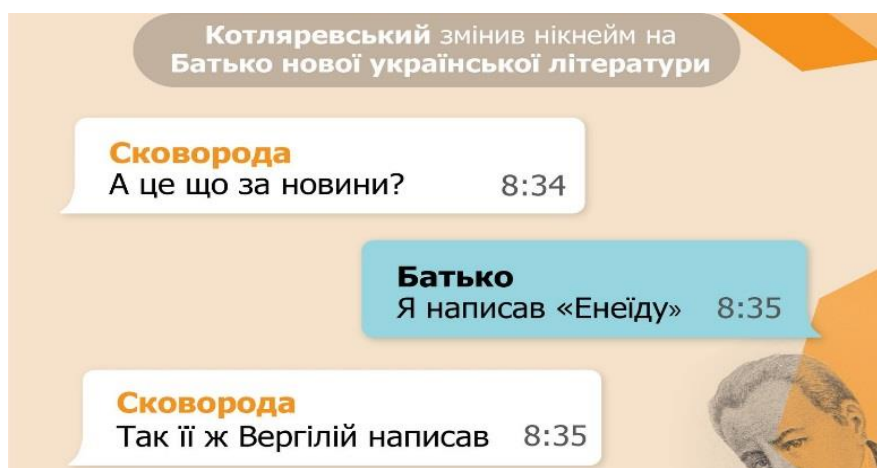 Котляревський змінив нікнейм на
Батько нової української літератури
Сковорода
А це що за новини? 8:34
Батько
Я написав «Енеїду» 8:35
Сковорода
Так її ж Вергілій написав 8:35